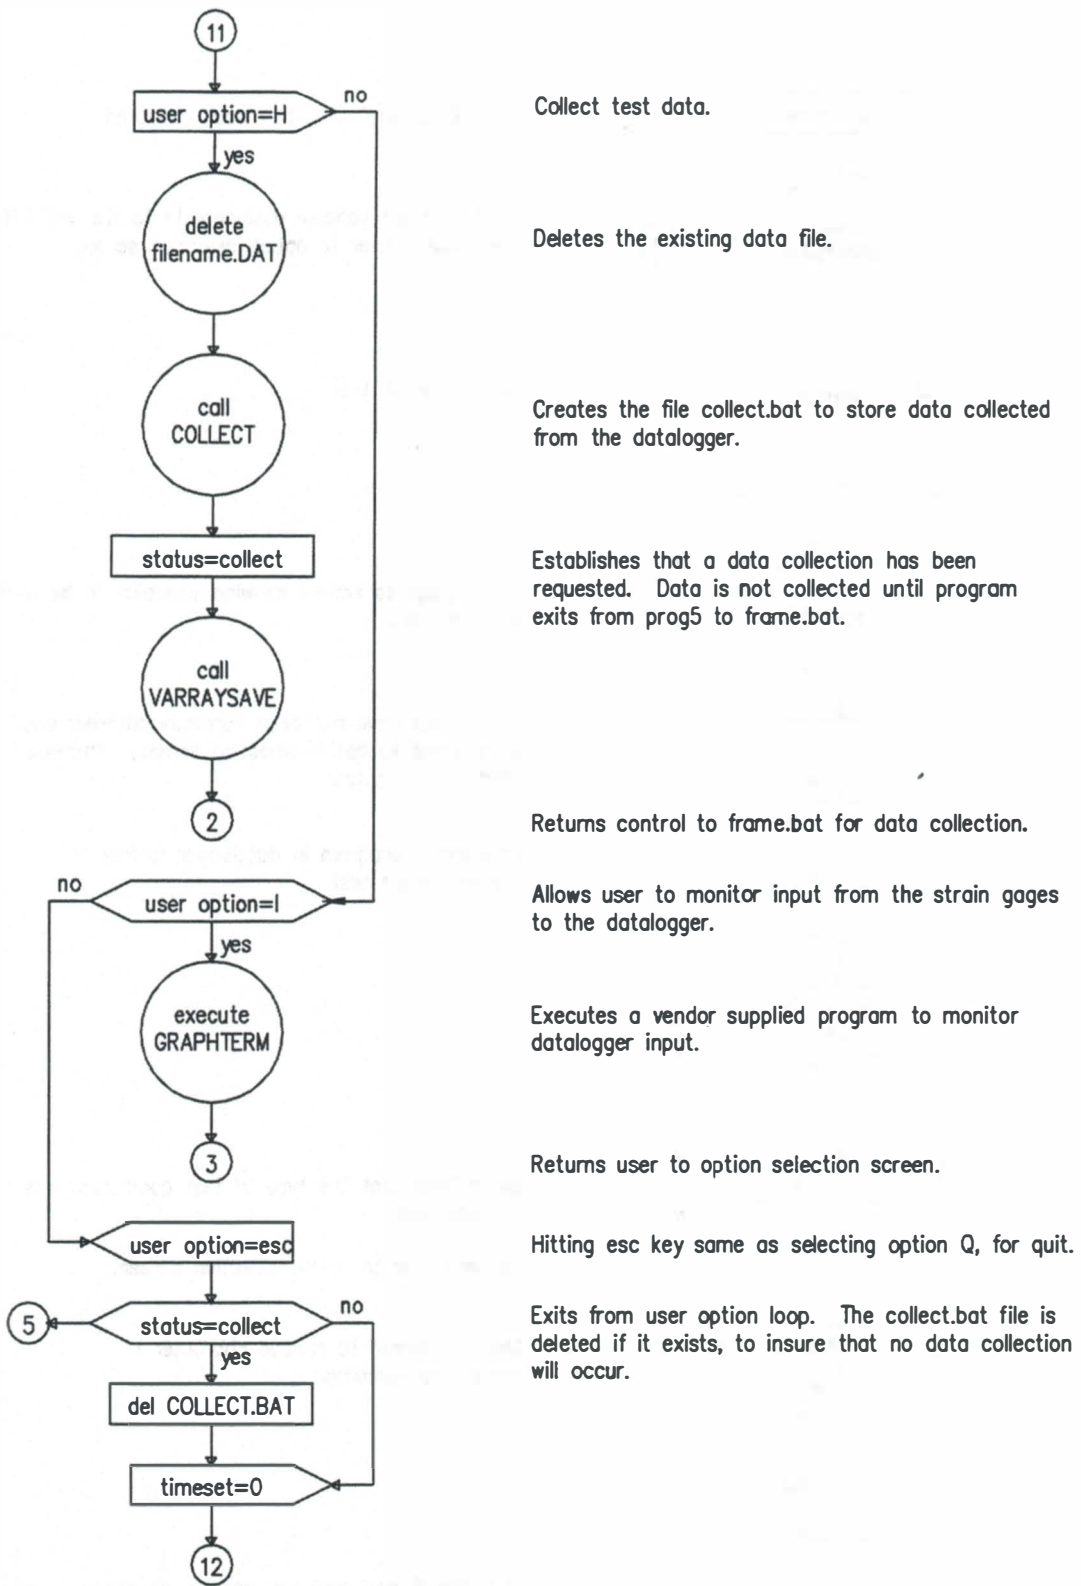 11
user option=H
no
Collect test data.
yes
delete
filename.DAT
Deletes the existing data file.
call
COLLECT
Creates the file collect.bat to store data collected
from the datalogger.
status=collect
Establishes that a data collection has been
requested. Data is not collected until program
exits from prog5 to frame.bat.
call
VARRAYSAVE
2
Returns control to frame.bat for data collection.
no
user option=I
Allows user to monitor input from the strain gages
to the datalogger.
yes
execute
GRAPHTERM
Executes a vendor supplied program to monitor
datalogger input.
3
Returns user to option selection screen.
user option=esc
Hitting esc key same as selecting option Q, for quit.
5
status=collect
no
Exits from user option loop. The collect.bat file is
deleted if it exists, to insure that no data collection
will occur.
yes
del COLLECT.BAT
timeset=0
12